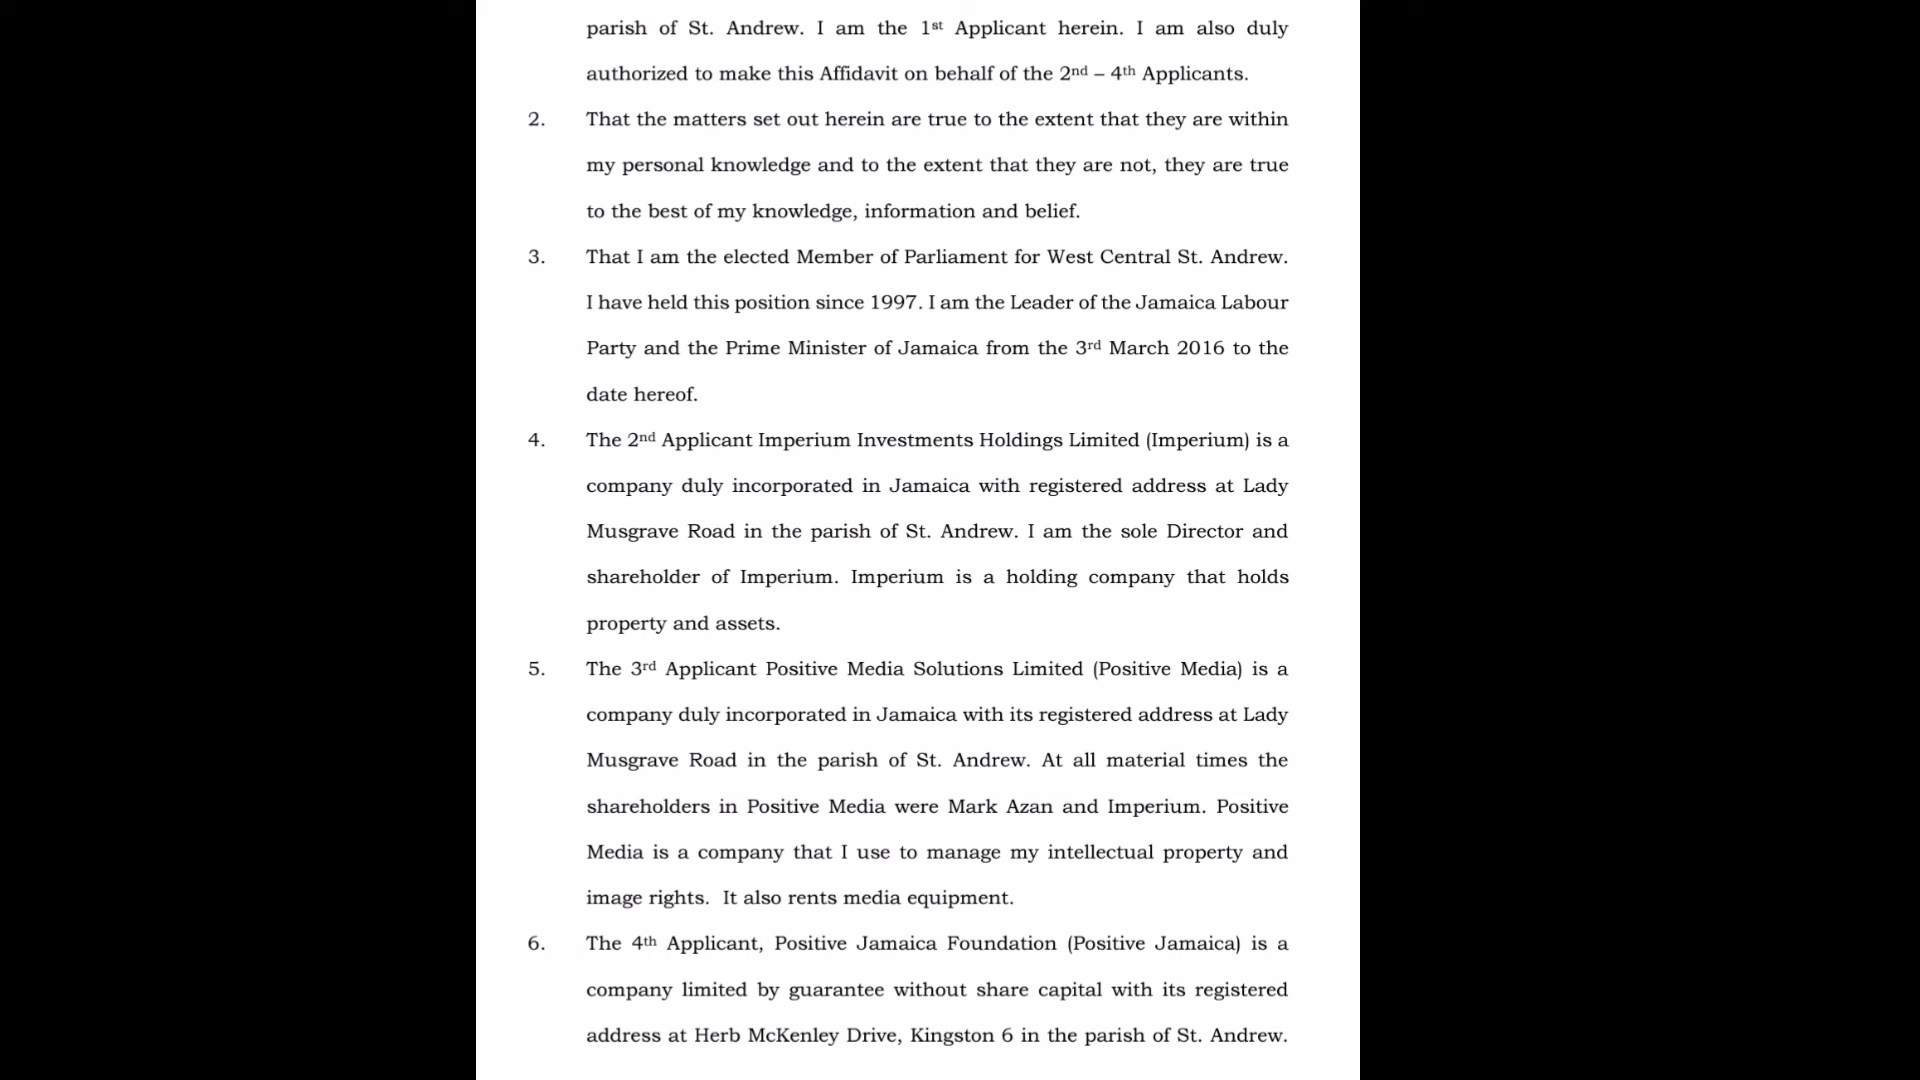 parish of St. Andrew. I am the 1st Applicant herein. I am also duly
authorized to make this Affidavit on behalf of the 2nd – 4th Applicants.
2. That the matters set out herein are true to the extent that they are within
my personal knowledge and to the extent that they are not, they are true
to the best of my knowledge, information and belief.
3. That I am the elected Member of Parliament for West Central St. Andrew.
I have held this position since 1997. I am the Leader of the Jamaica Labour
Party and the Prime Minister of Jamaica from the 3rd March 2016 to the
date hereof.
4. The 2nd Applicant Imperium Investments Holdings Limited (Imperium) is a
company duly incorporated in Jamaica with registered address at Lady
Musgrave Road in the parish of St. Andrew. I am the sole Director and
shareholder of Imperium. Imperium is a holding company that holds
property and assets.
5. The 3rd Applicant Positive Media Solutions Limited (Positive Media) is a
company duly incorporated in Jamaica with its registered address at Lady
Musgrave Road in the parish of St. Andrew. At all material times the
shareholders in Positive Media were Mark Azan and Imperium. Positive
Media is a company that I use to manage my intellectual property and
image rights. It also rents media equipment.
6. The 4th Applicant, Positive Jamaica Foundation (Positive Jamaica) is a
company limited by guarantee without share capital with its registered
address at Herb McKenley Drive, Kingston 6 in the parish of St. Andrew.